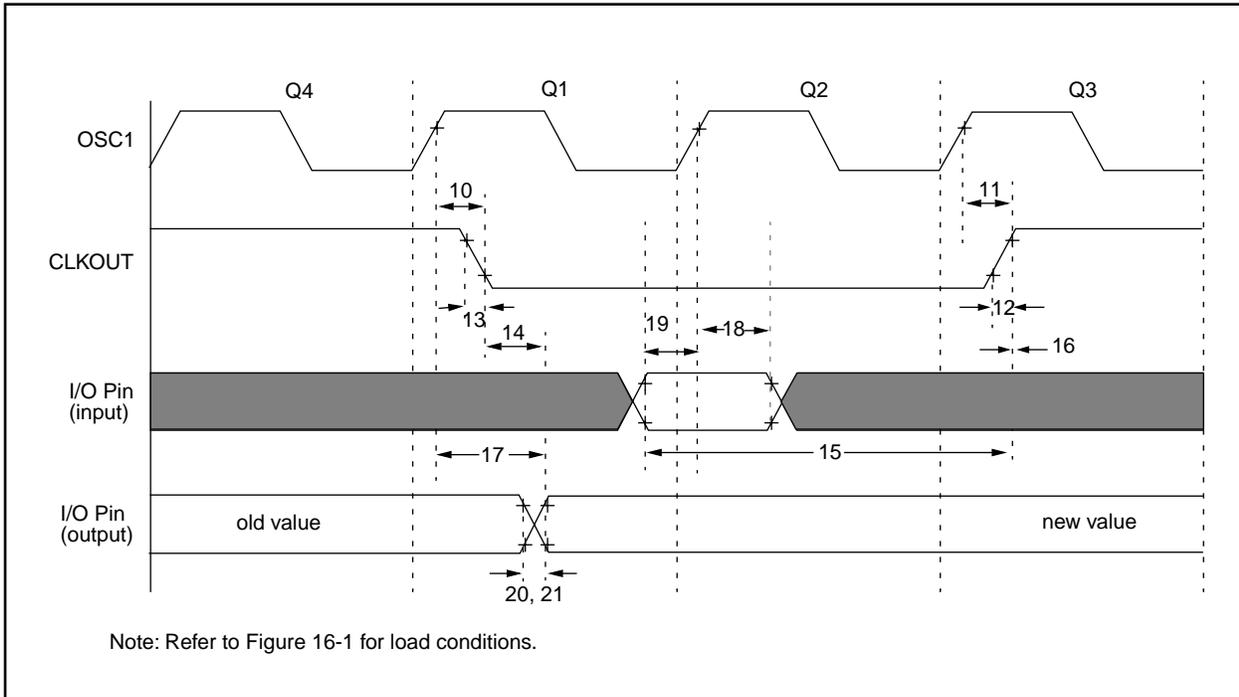 Q4 Q1 Q2 Q3
OSC1
10 11
CLKOUT
13 12
14 19 18 16
I/O Pin
(input)
17 15
I/O Pin
(output)
old value new value
20, 21
Note: Refer to Figure 16-1 for load conditions.